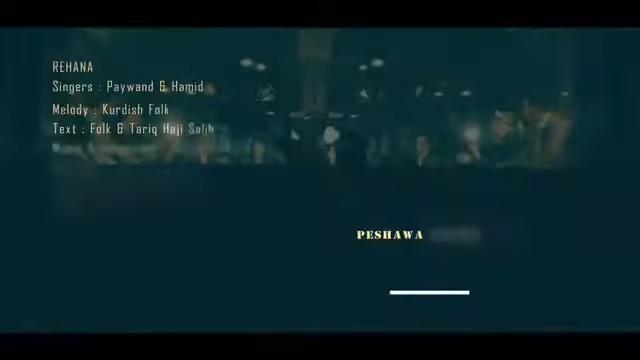 REHANA
Singers : Paywand & Hamid
Melody : Kurdish Folk
Text : Folk & Tariq Haji Salih
PESHAWA